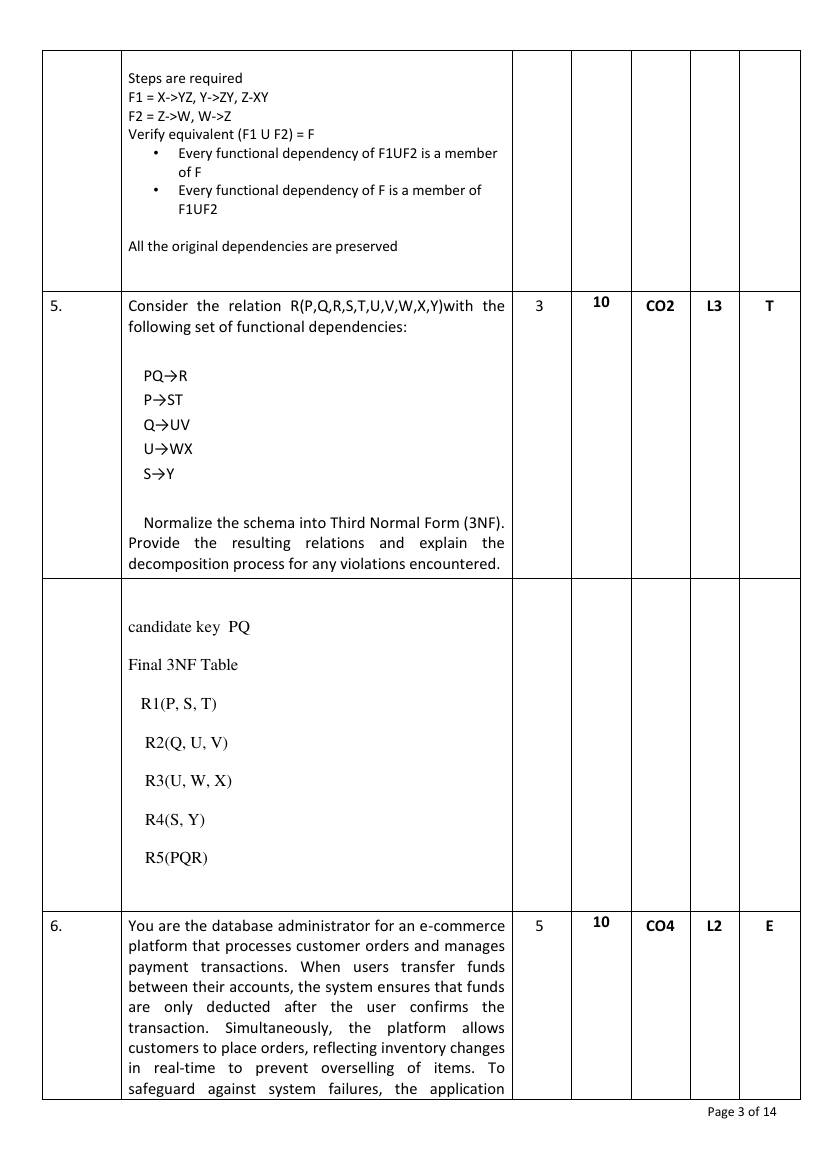 Steps are required
F1 = X->YZ, Y->ZY, Z-XY
F2 = Z->W, W->Z
Verify equivalent (F1 U F2) = F
• Every functional dependency of F1UF2 is a member
of F
• Every functional dependency of F is a member of
F1UF2
All the original dependencies are preserved
5. Consider the relation R(P,Q,R,S,T,U,V,W,X,Y)with the 3 10 CO2 L3 T
following set of functional dependencies:
PQ→R
P→ST
Q→UV
U→WX
S→Y
Normalize the schema into Third Normal Form (3NF).
Provide the resulting relations and explain the
decomposition process for any violations encountered.
candidate key PQ
Final 3NF Table
R1(P, S, T)
R2(Q, U, V)
R3(U, W, X)
R4(S, Y)
R5(PQR)
6. You are the database administrator for an e-commerce 5 10 CO4 L2 E
platform that processes customer orders and manages
payment transactions. When users transfer funds
between their accounts, the system ensures that funds
are only deducted after the user confirms the
transaction. Simultaneously, the platform allows
customers to place orders, reflecting inventory changes
in real-time to prevent overselling of items. To
safeguard against system failures, the application
Page 3 of 14